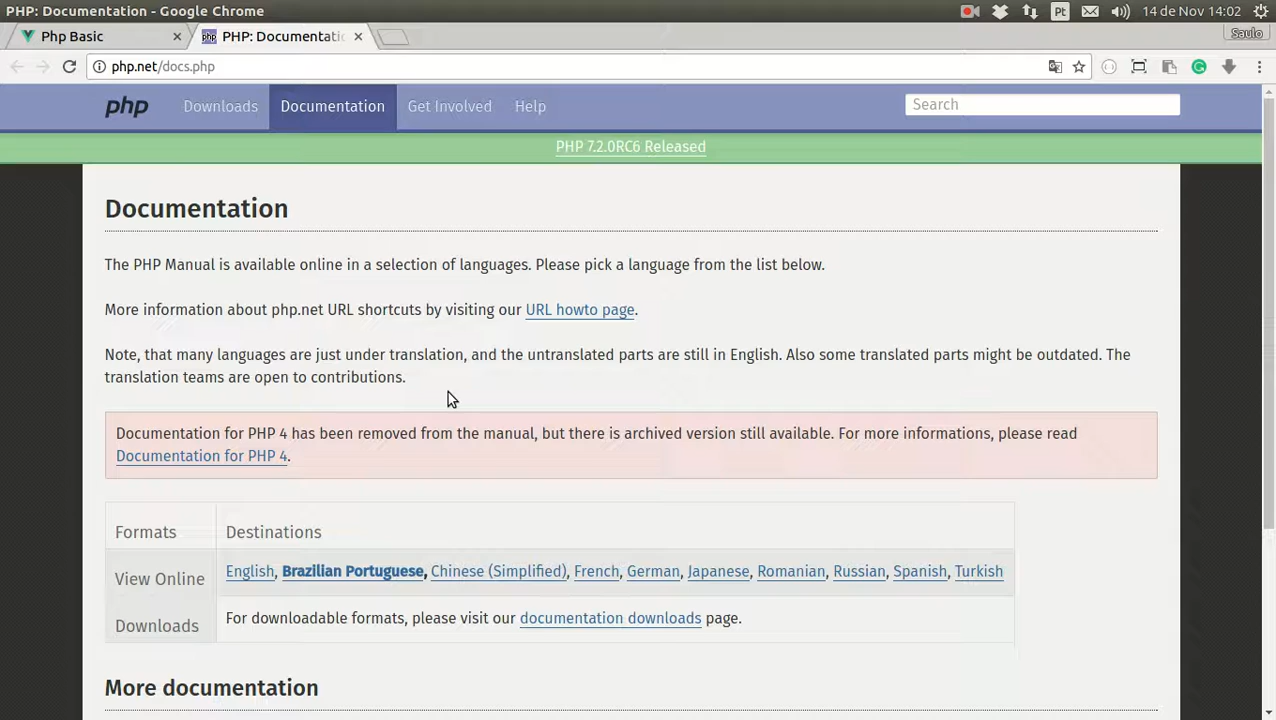 PHP: Documentation - Google Chrome
Pt
14 de Nov 14:02
Php Basic
php
PHP: Documentatic
Saulo
php.net/docs.php
php
Downloads
Documentation
Get Involved
Help
Search
PHP 7.2.0RC6 Released
Documentation
The PHP Manual is available online in a selection of languages. Please pick a language from the list below.
More information about php.net URL shortcuts by visiting our URL howto page.
Note, that many languages are just under translation, and the untranslated parts are still in English. Also some translated parts might be outdated. The
translation teams are open to contributions.
Documentation for PHP 4 has been removed from the manual, but there is archived version still available. For more informations, please read
Documentation for PHP 4.
Formats
Destinations
View Online
English, Brazilian Portuguese, Chinese (Simplified), French, German, Japanese, Romanian, Russian, Spanish, Turkish
Downloads
For downloadable formats, please visit our documentation downloads page.
More documentation